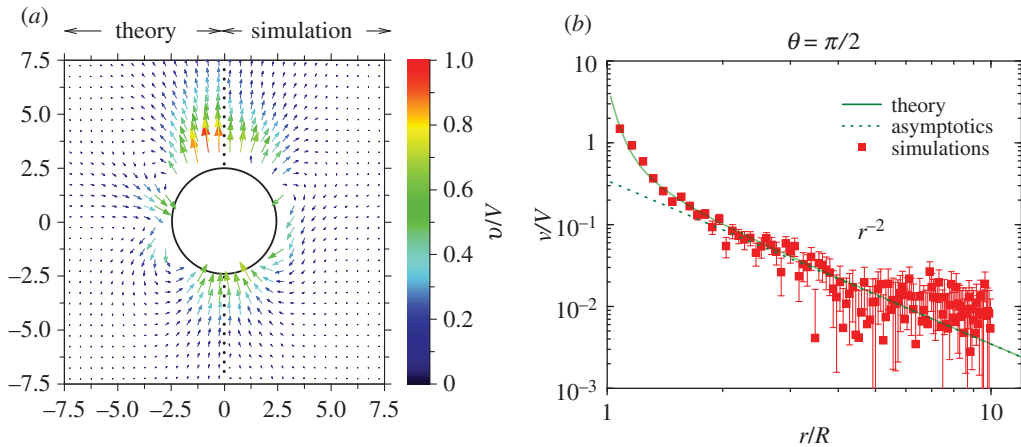 (a)
theory simulation
7.5
5.0
2.5
0
−2.5
−5.0
−7.5
−7.5 −5.0 −2.5 0 2.5 5.0 7.5
1.0
0.8
0.6
0.4
0.2
0
υ/V
(b)
θ = π/2
10
1
10⁻¹
10⁻²
10⁻³
v/V
theory
asymptotics
simulations
r⁻²
1 10
r/R